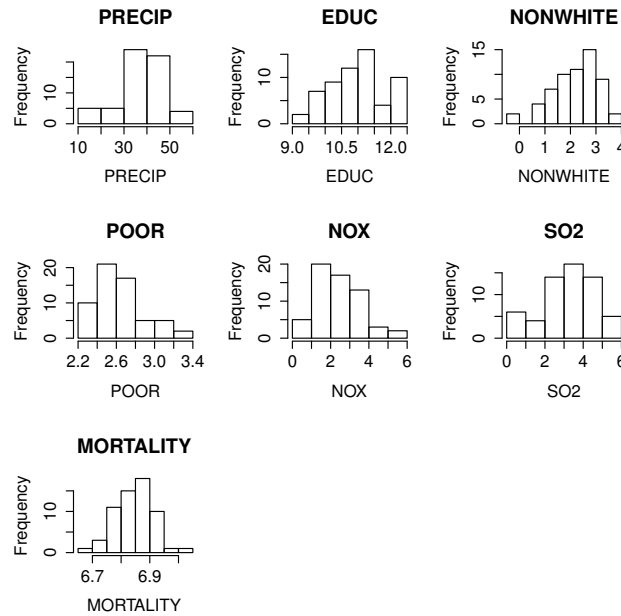 PRECIP EDUC NONWHITE
Frequency
0 10
10 30 50
PRECIP
Frequency
0 10
9.0 10.5 12.0
EDUC
Frequency
0 5 15
0 1 2 3 4
NONWHITE
POOR NOX SO2
Frequency
0 10 20
2.2 2.6 3.0 3.4
POOR
Frequency
0 10 20
0 2 4 6
NOX
Frequency
0 10
0 2 4 6
SO2
MORTALITY
Frequency
0 10
6.7 6.9
MORTALITY